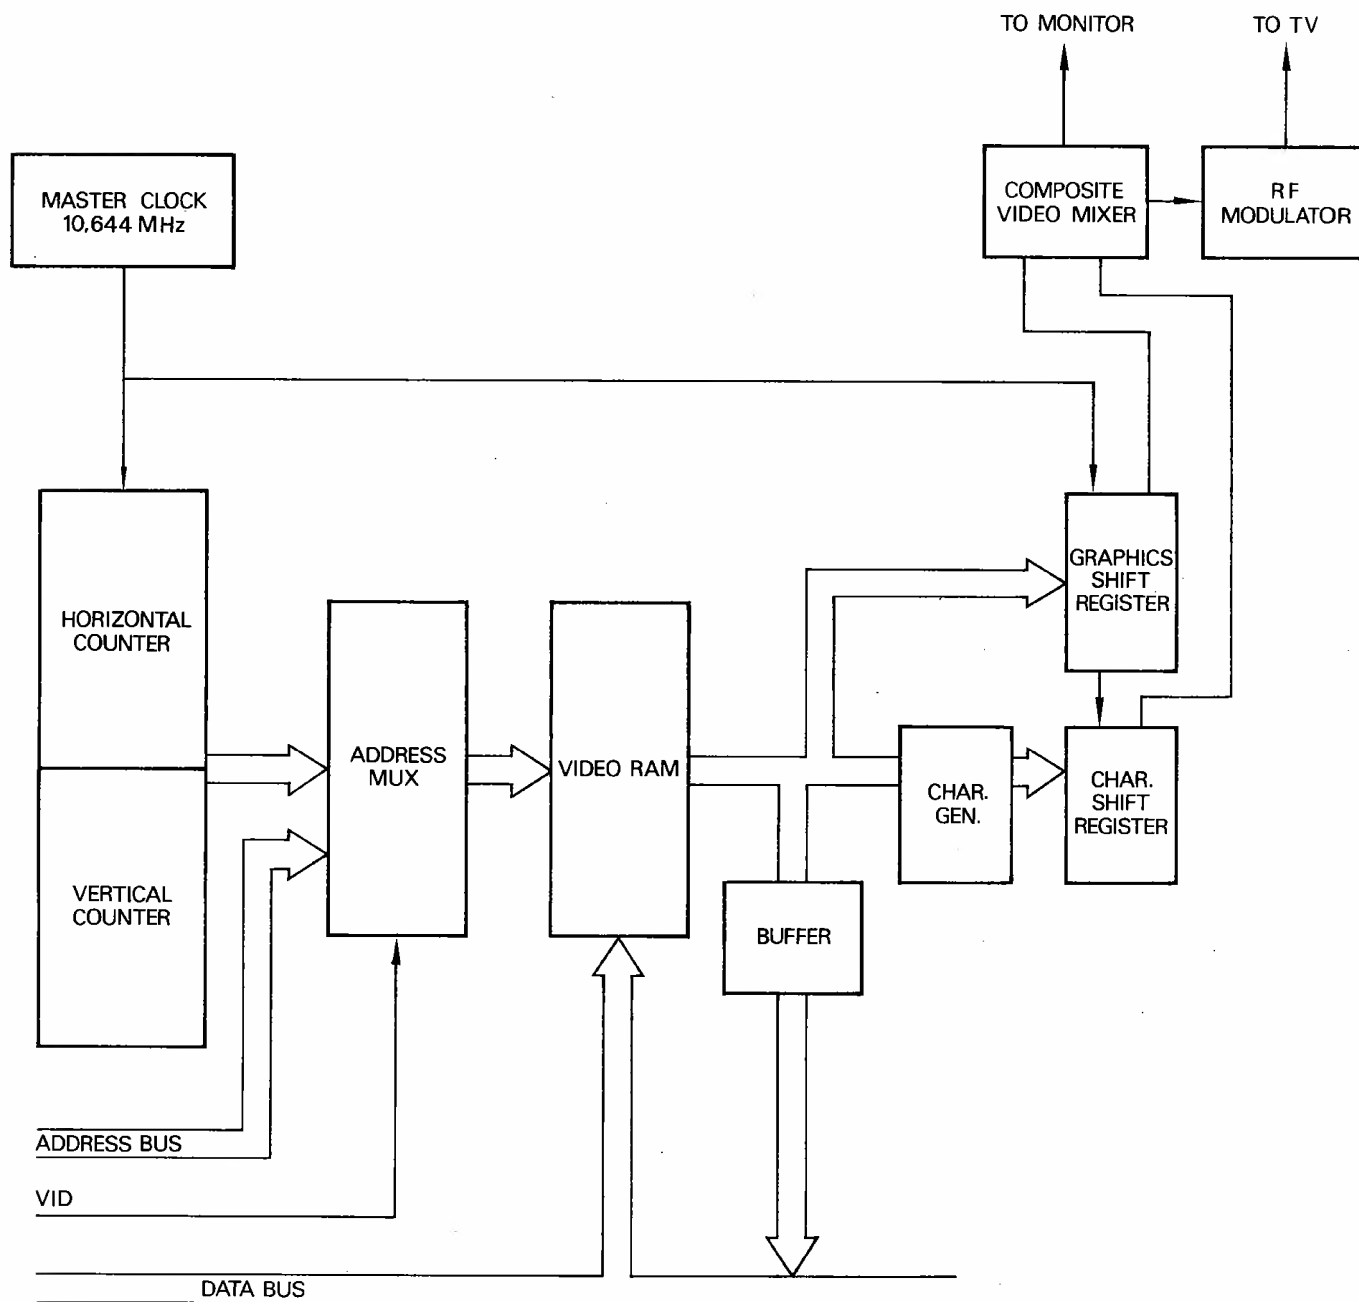 TO MONITOR
TO TV
MASTER CLOCK
10,644 MHz
COMPOSITE
VIDEO MIXER
RF
MODULATOR
HORIZONTAL
COUNTER
VERTICAL
COUNTER
ADDRESS
MUX
VIDEO RAM
GRAPHICS
SHIFT
REGISTER
CHAR.
GEN.
CHAR.
SHIFT
REGISTER
BUFFER
ADDRESS BUS
VID
DATA BUS